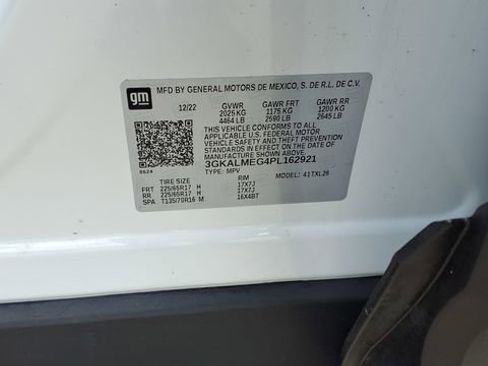 gm MFD BY GENERAL MOTORS DE MEXICO, S. DE R.L. DE C.V.
12/22 GVWR GAWR FRT GAWR RR
2025 KG 1175 KG 1200 KG
4464 LB 2590 LB 2645 LB
THIS VEHICLE CONFORMS TO ALL
APPLICABLE U.S. FEDERAL MOTOR
VEHICLE SAFETY, BUMPER, AND THEFT
PREVENTION STANDARDS IN EFFECT ON
THE DATE OF MANUFACTURE SHOWN ABOVE.
3GKALMEG4PL162921
TYPE: MPV MODEL: 41TXL26
TIRE SIZE RIM
FRT 225/65R17 H 17X7J
RR 225/65R17 H 17X7J
SPA T135/70R16 M 16X4BT